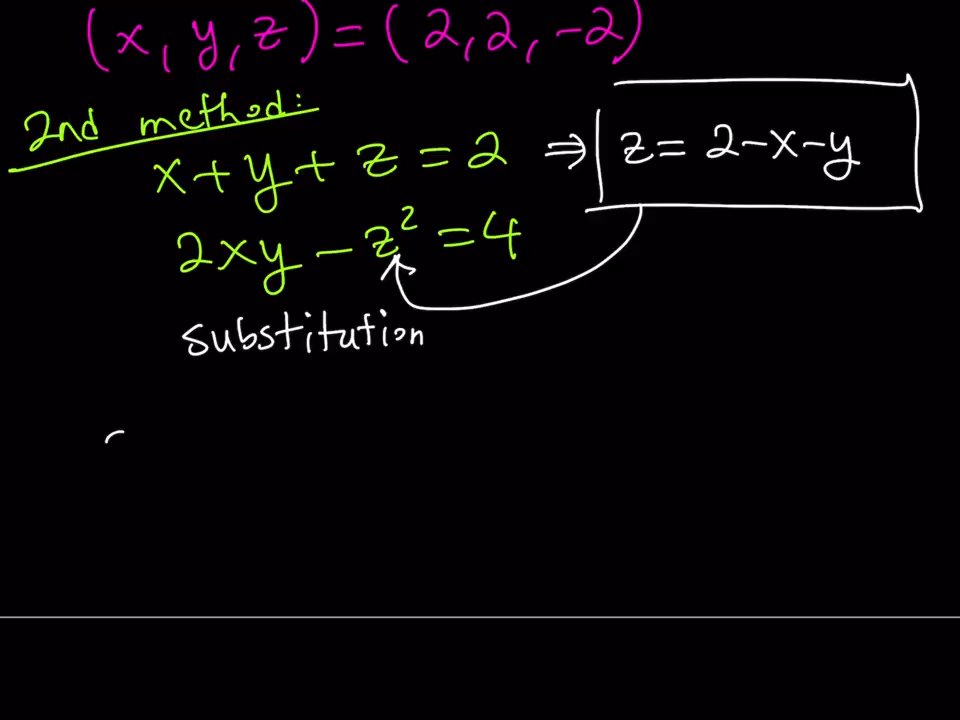 (x, y, z) = (2, 2, -2)
2nd method:
x + y + z = 2 ⇒ z = 2 - x - y
2xy - z² = 4
substitution